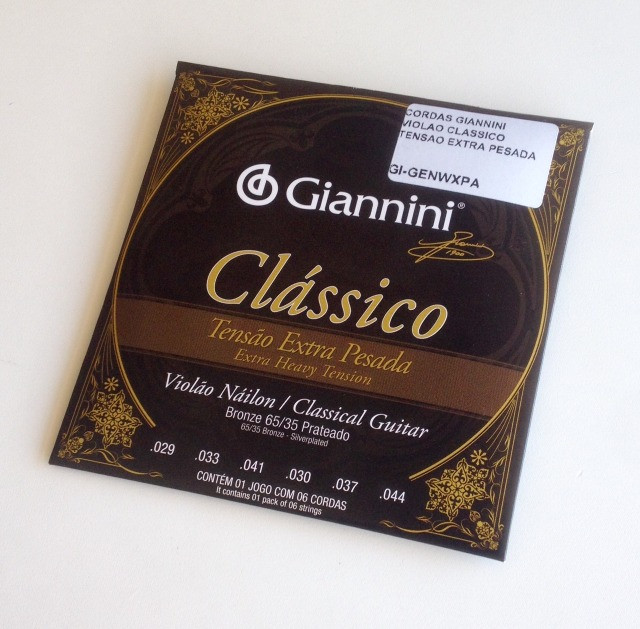 CORDAS GIANNINI
VIOLAO CLASSICO
TENSAO EXTRA PESADA
GI-GENWXPA
Giannini®
1900
Clássico
Tensão Extra Pesada
Extra Heavy Tension
Violão Náilon / Classical Guitar
Bronze 65/35 Prateado
65/35 Bronze - Silverplated
.029 .033 .041 .030 .037 .044
CONTÉM 01 JOGO COM 06 CORDAS
It contains 01 pack of 06 strings